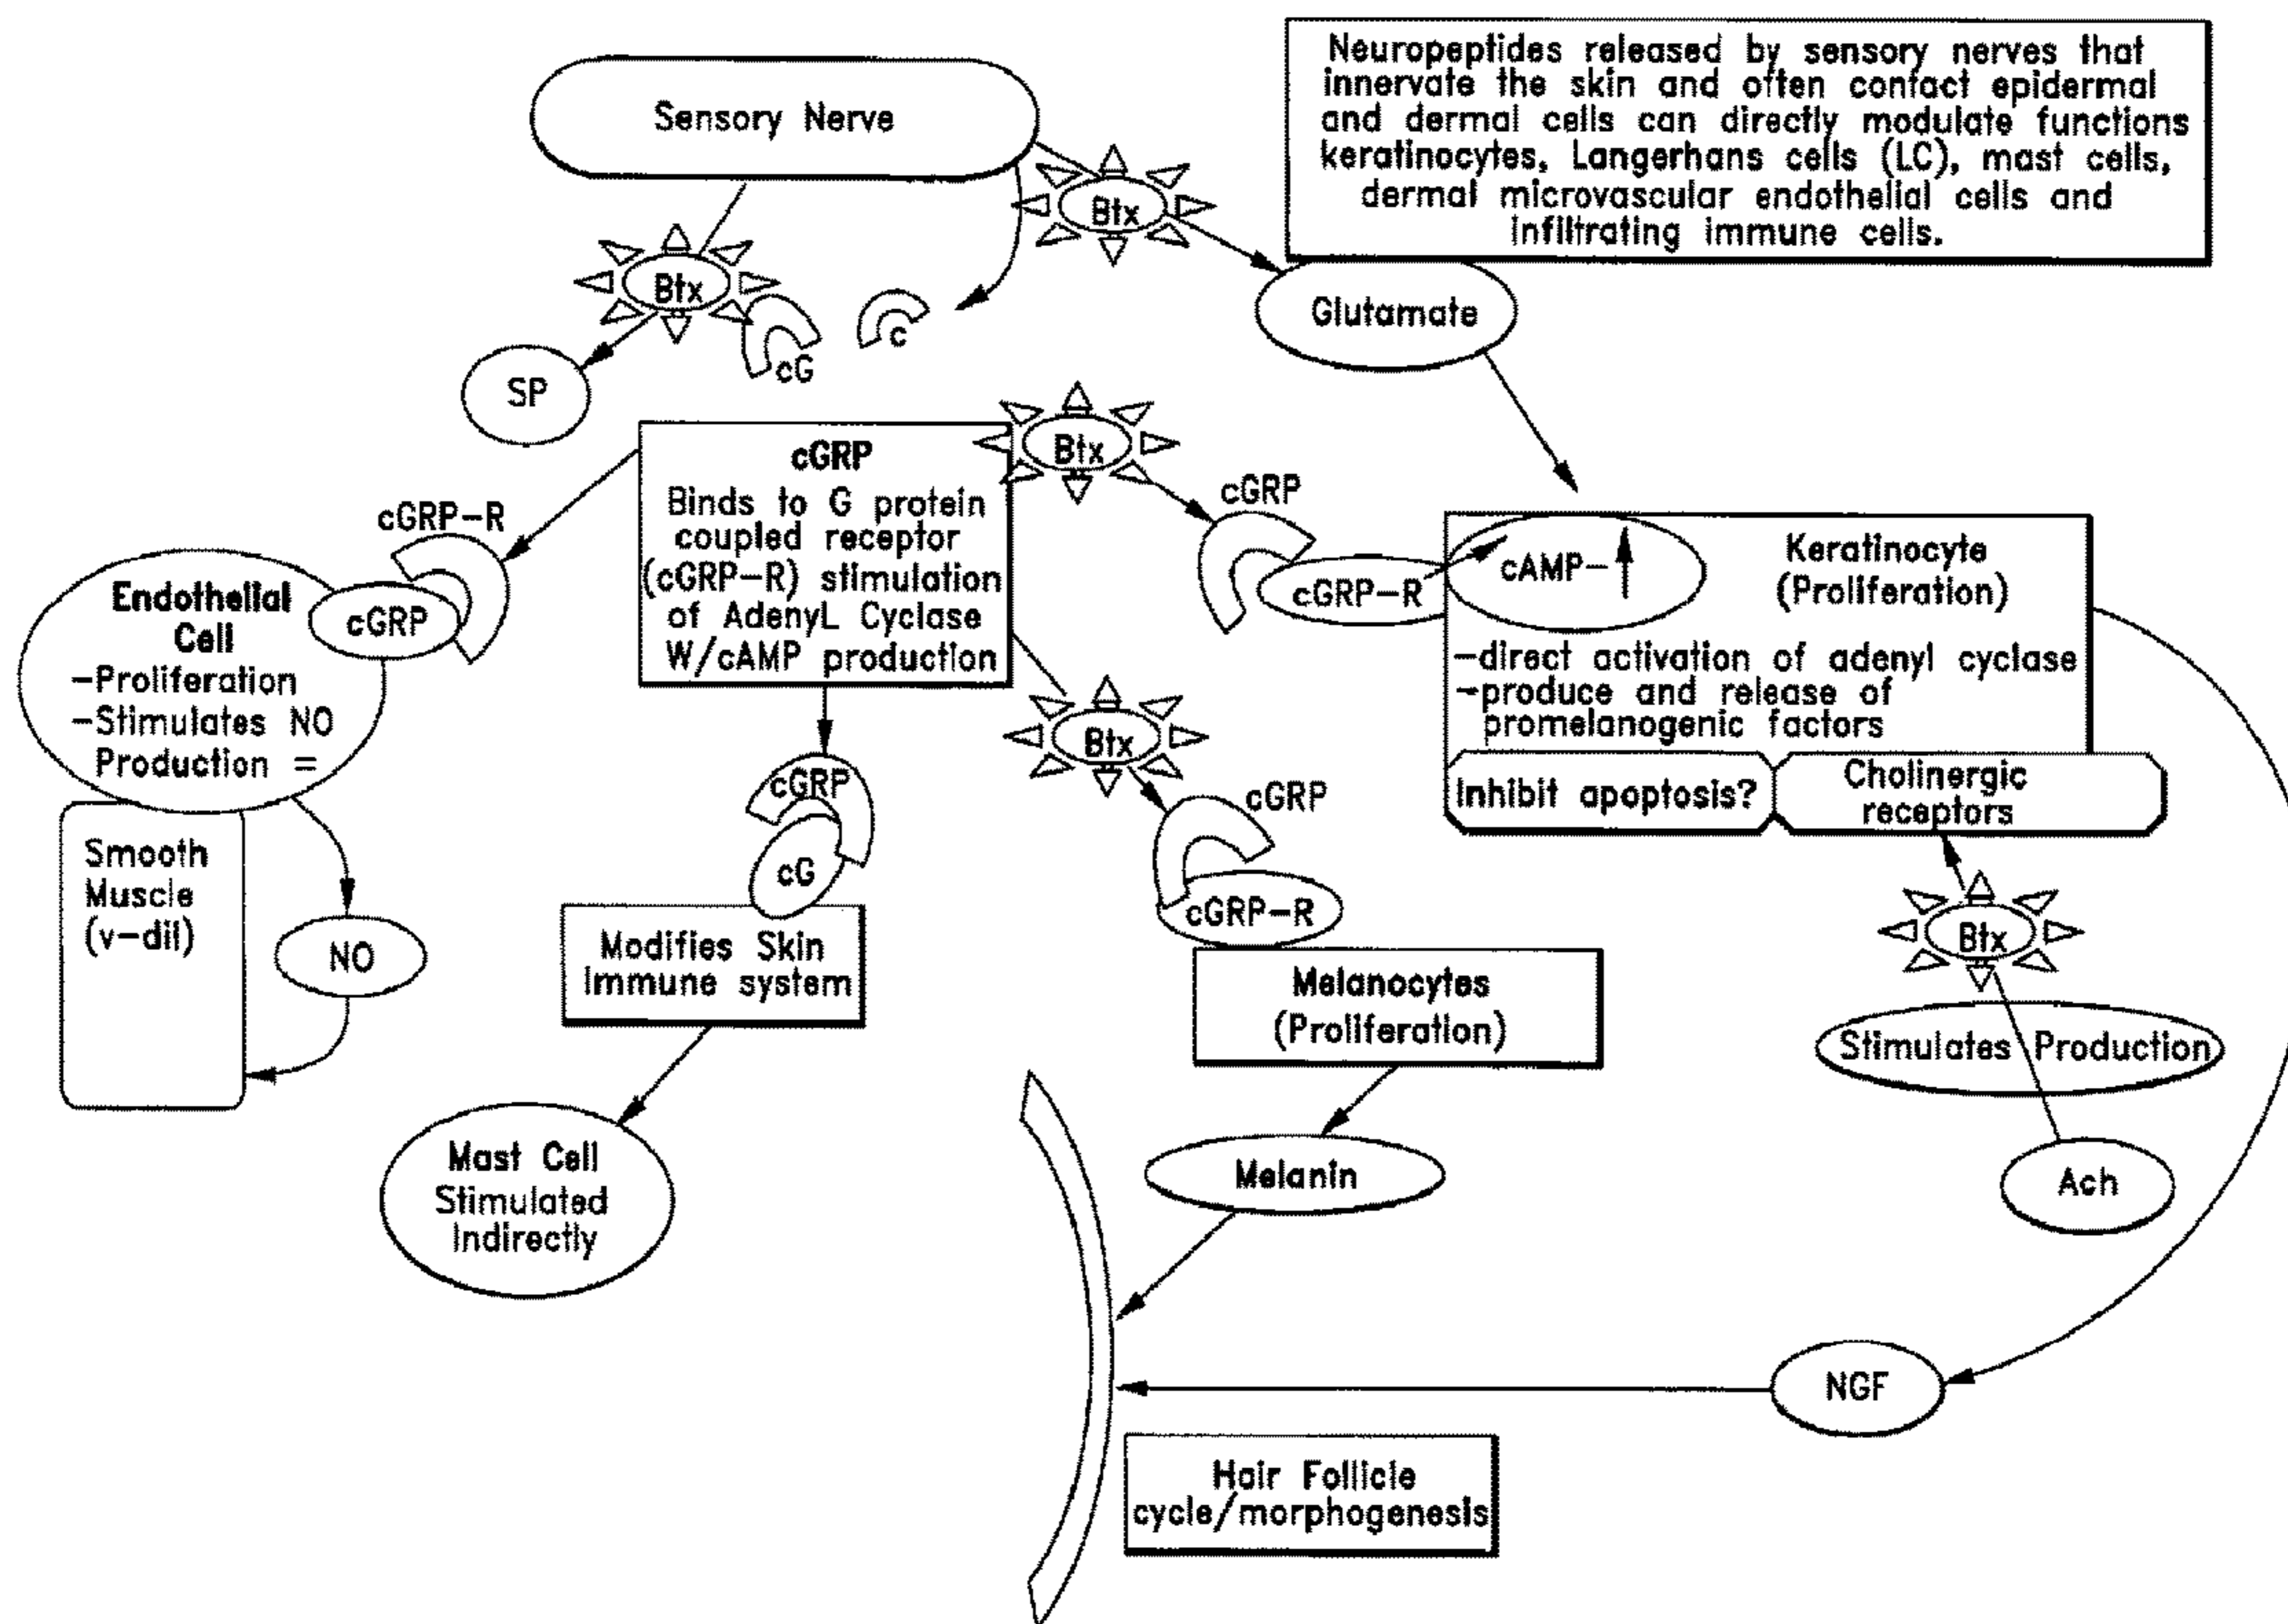 Sensory Nerve
Neuropeptides released by sensory nerves that
innervate the skin and often contact epidermal
and dermal cells can directly modulate functions
keratinocytes, Langerhans cells (LC), mast cells,
dermal microvascular endothelial cells and
infiltrating immune cells.
Btx
Btx
Glutamate
c
cG
SP
Btx
cGRP
Binds to G protein
coupled receptor
(cGRP-R) stimulation
of AdenyL Cyclase
W/cAMP production
cGRP-R
Endothelial
Cell
-Proliferation
-Stimulates NO
Production =
cGRP
cGRP
cGRP-R
cAMP-
Keratinocyte
(Proliferation)
-direct activation of adenyl cyclase
-produce and release of
promelanogenic factors
Inhibit apoptosis?
Cholinergic
receptors
Btx
cGRP
cG
cGRP
cGRP-R
Smooth
Muscle
(v-dil)
NO
Modifies Skin
Immune system
Melanocytes
(Proliferation)
Btx
Stimulates Production
Mast Cell
Stimulated
Indirectly
Melanin
Ach
NGF
Hair Follicle
cycle/morphogenesis